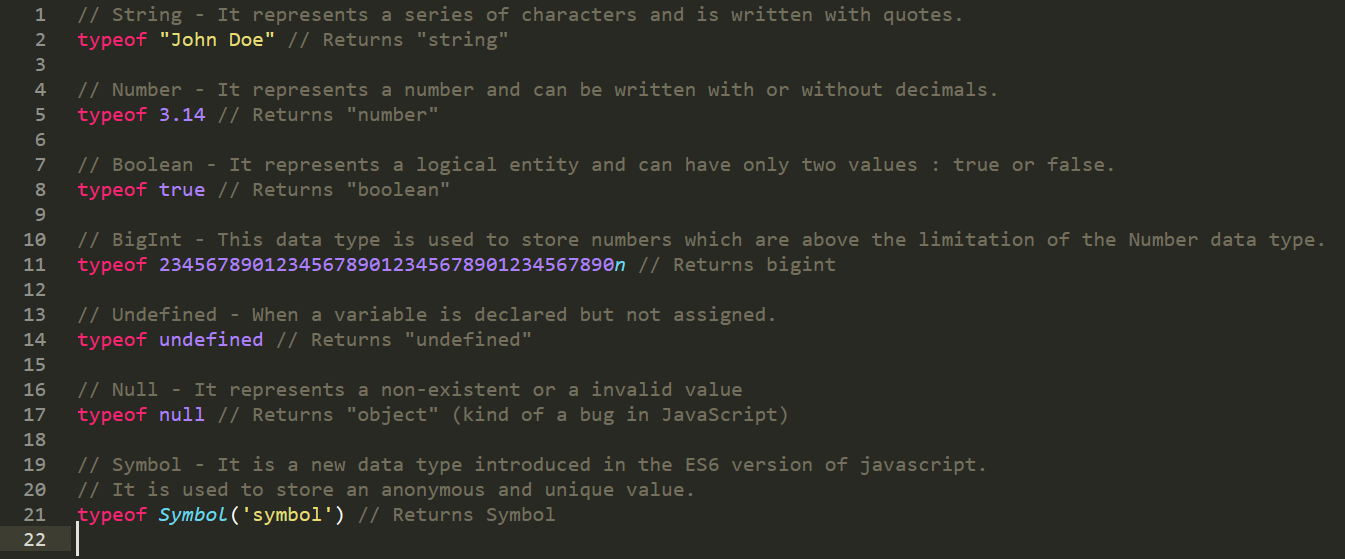 1 // String - It represents a series of characters and is written with quotes.
2 typeof "John Doe" // Returns "string"
3
4 // Number - It represents a number and can be written with or without decimals.
5 typeof 3.14 // Returns "number"
6
7 // Boolean - It represents a logical entity and can have only two values : true or false.
8 typeof true // Returns "boolean"
9
10 // BigInt - This data type is used to store numbers which are above the limitation of the Number data type.
11 typeof 234567890123456789012345678901234567890n // Returns bigint
12
13 // Undefined - When a variable is declared but not assigned.
14 typeof undefined // Returns "undefined"
15
16 // Null - It represents a non-existent or a invalid value
17 typeof null // Returns "object" (kind of a bug in JavaScript)
18
19 // Symbol - It is a new data type introduced in the ES6 version of javascript.
20 // It is used to store an anonymous and unique value.
21 typeof Symbol('symbol') // Returns Symbol
22